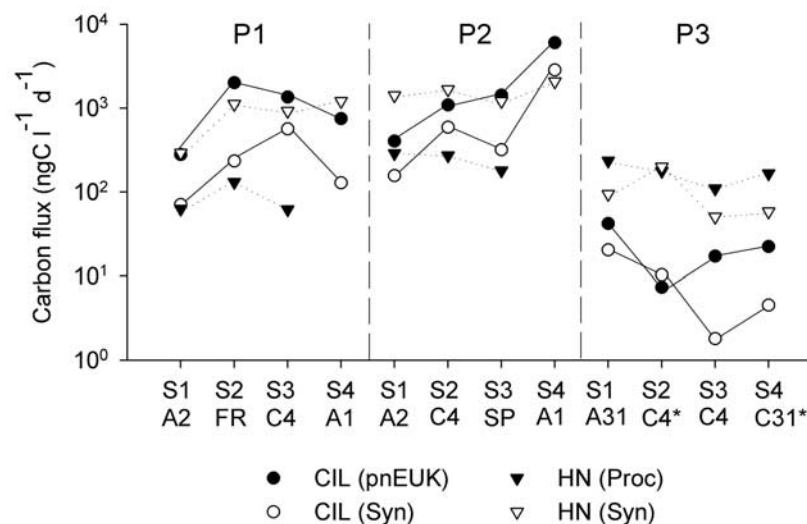 P1 P2 P3
Carbon flux (ngC l⁻¹ d⁻¹)
10⁴
10³
10²
10¹
10⁰
S1 S2 S3 S4 S1 S2 S3 S4 S1 S2 S3 S4
A2 FR C4 A1 A2 C4 SP A1 A31 C4* C4 C31*
CIL (pnEUK) HN (Proc)
CIL (Syn) HN (Syn)